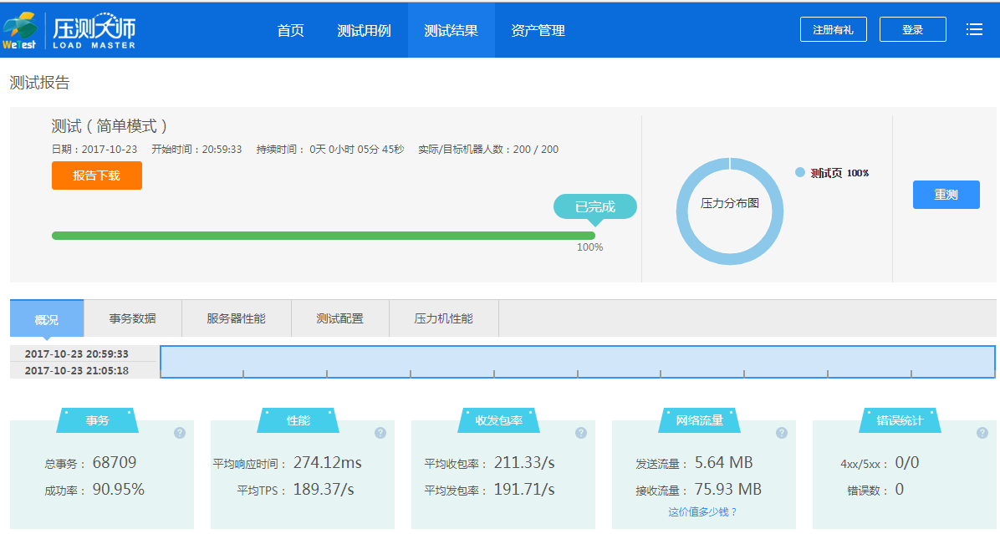 WeTest 压测大师 首页 测试用例 测试结果 资产管理 注册有礼 登录
LOAD MASTER
测试报告
测试（简单模式）
日期：2017-10-23 开始时间：20:59:33 持续时间： 0天 0小时 05分 45秒 实际/目标机器人数：200 / 200
报告下载
已完成
100%
压力分布图
测试页 100%
重测
概况 事务数据 服务器性能 测试配置 压力机性能
2017-10-23 20:59:33
2017-10-23 21:05:18
事务
?
总事务： 68709
成功率： 90.95%
性能
?
平均响应时间： 274.12ms
平均TPS： 189.37/s
收发包率
?
平均收包率： 211.33/s
平均发包率： 191.71/s
网络流量
?
发送流量： 5.64 MB
接收流量： 75.93 MB
这价值多少钱？
错误统计
?
4xx/5xx： 0/0
错误数： 0